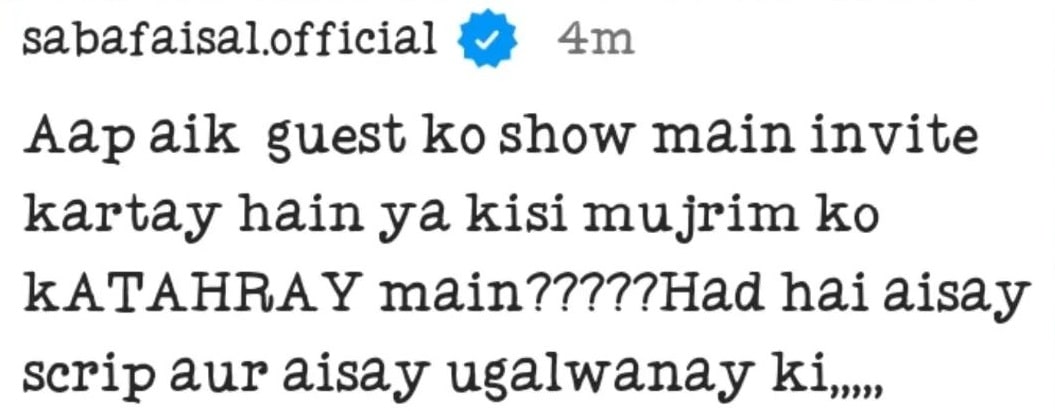 sabafaisal.official 4m
Aap aik guest ko show main invite
kartay hain ya kisi mujrim ko
kATAHRAY main?????Had hai aisay
scrip aur aisay ugalwanay ki,,,,,